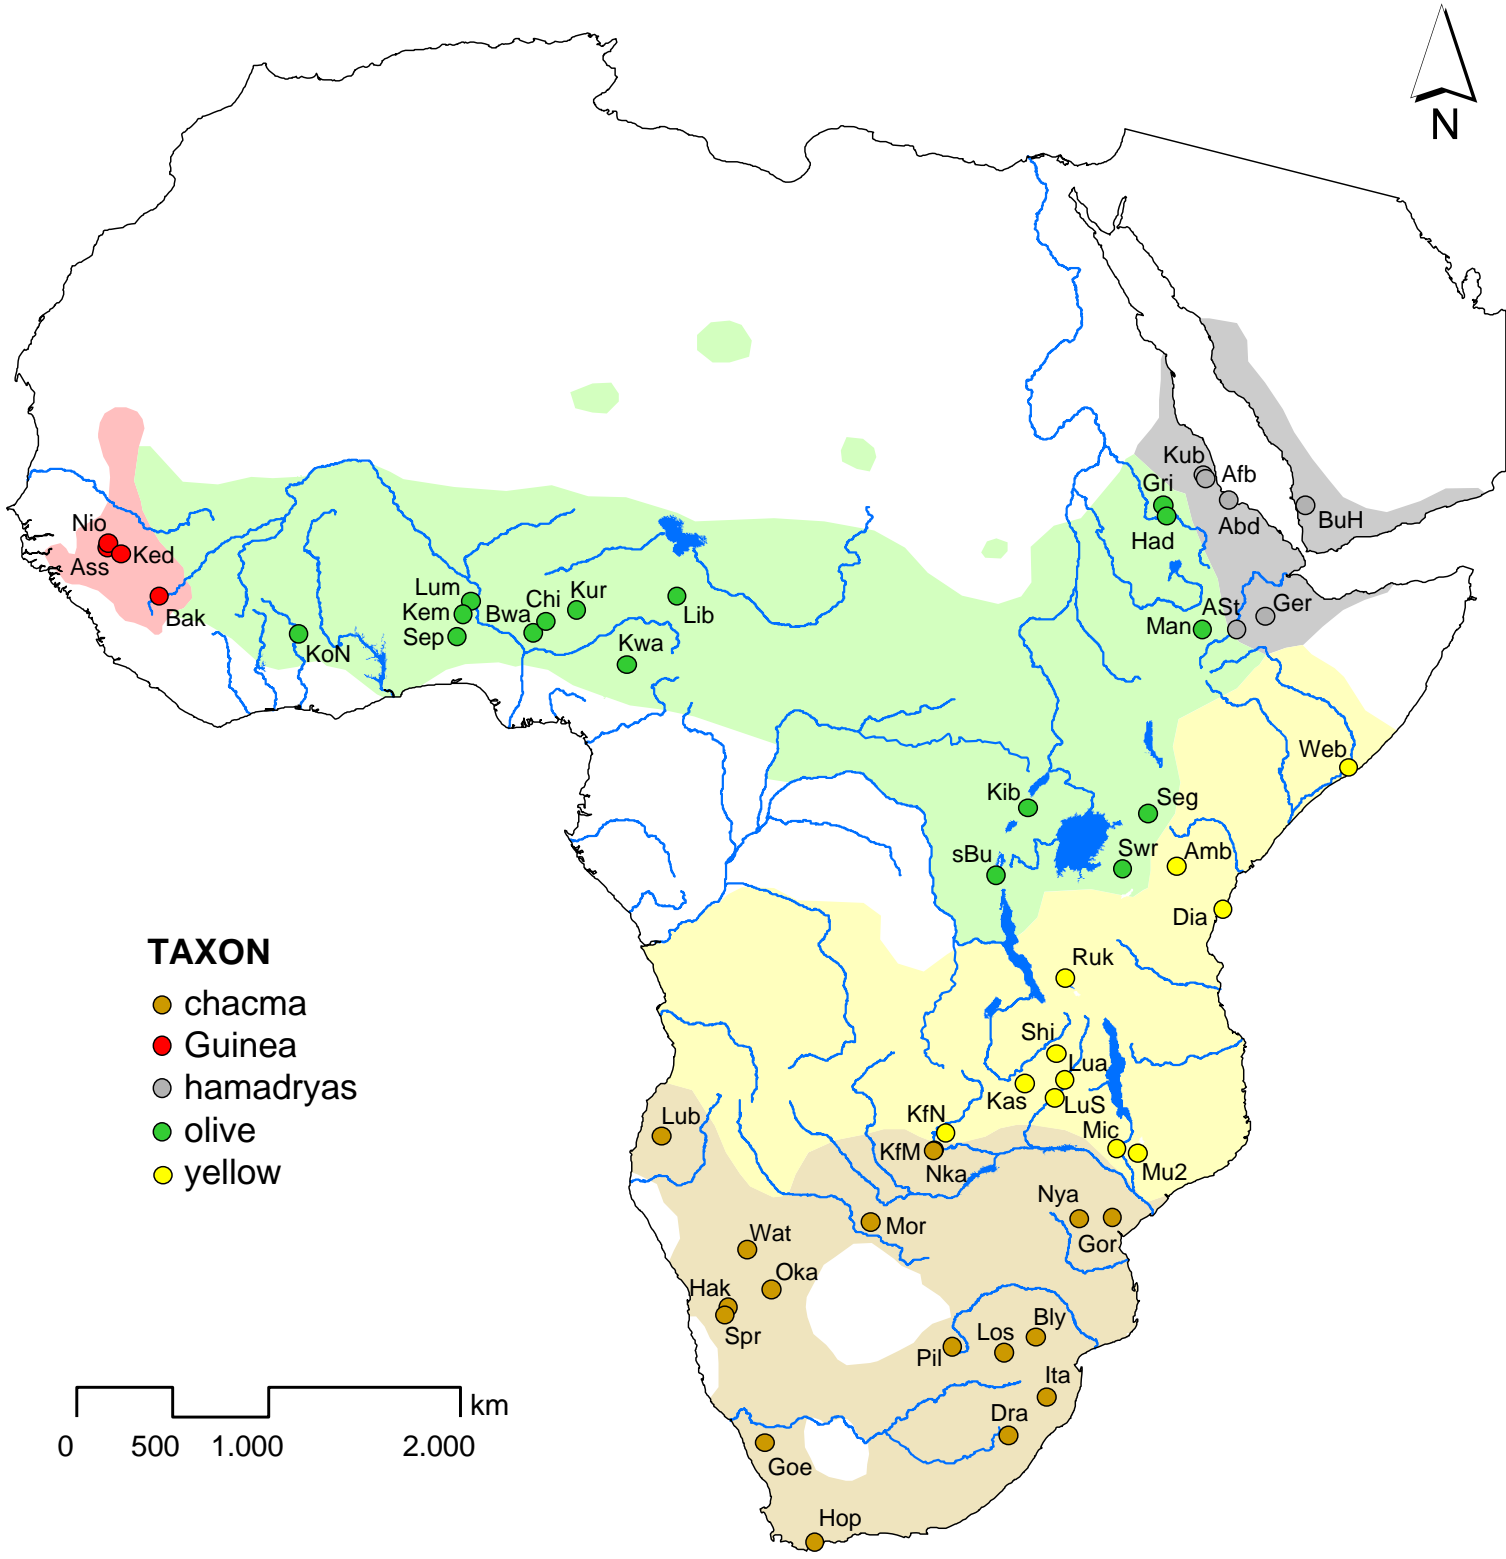 N
Kub
Afb
Gri
Abd
BuH
Had
Nio
Ked
Ass
Bak
Lum
Kem
Sep
Bwa
Chi
Kur
Lib
KoN
Kwa
ASt
Ger
Man
Web
Kib
Seg
sBu
Swr
Amb
Dia
TAXON
chacma
Guinea
hamadryas
olive
yellow
Ruk
Shi
Lua
Kas
LuS
Lub
KfN
KfM
Nka
Mic
Mu2
Nya
Gor
Mor
Wat
Oka
Hak
Spr
Los
Bly
Pil
Ita
Dra
Goe
Hop
km
0 500 1.000 2.000